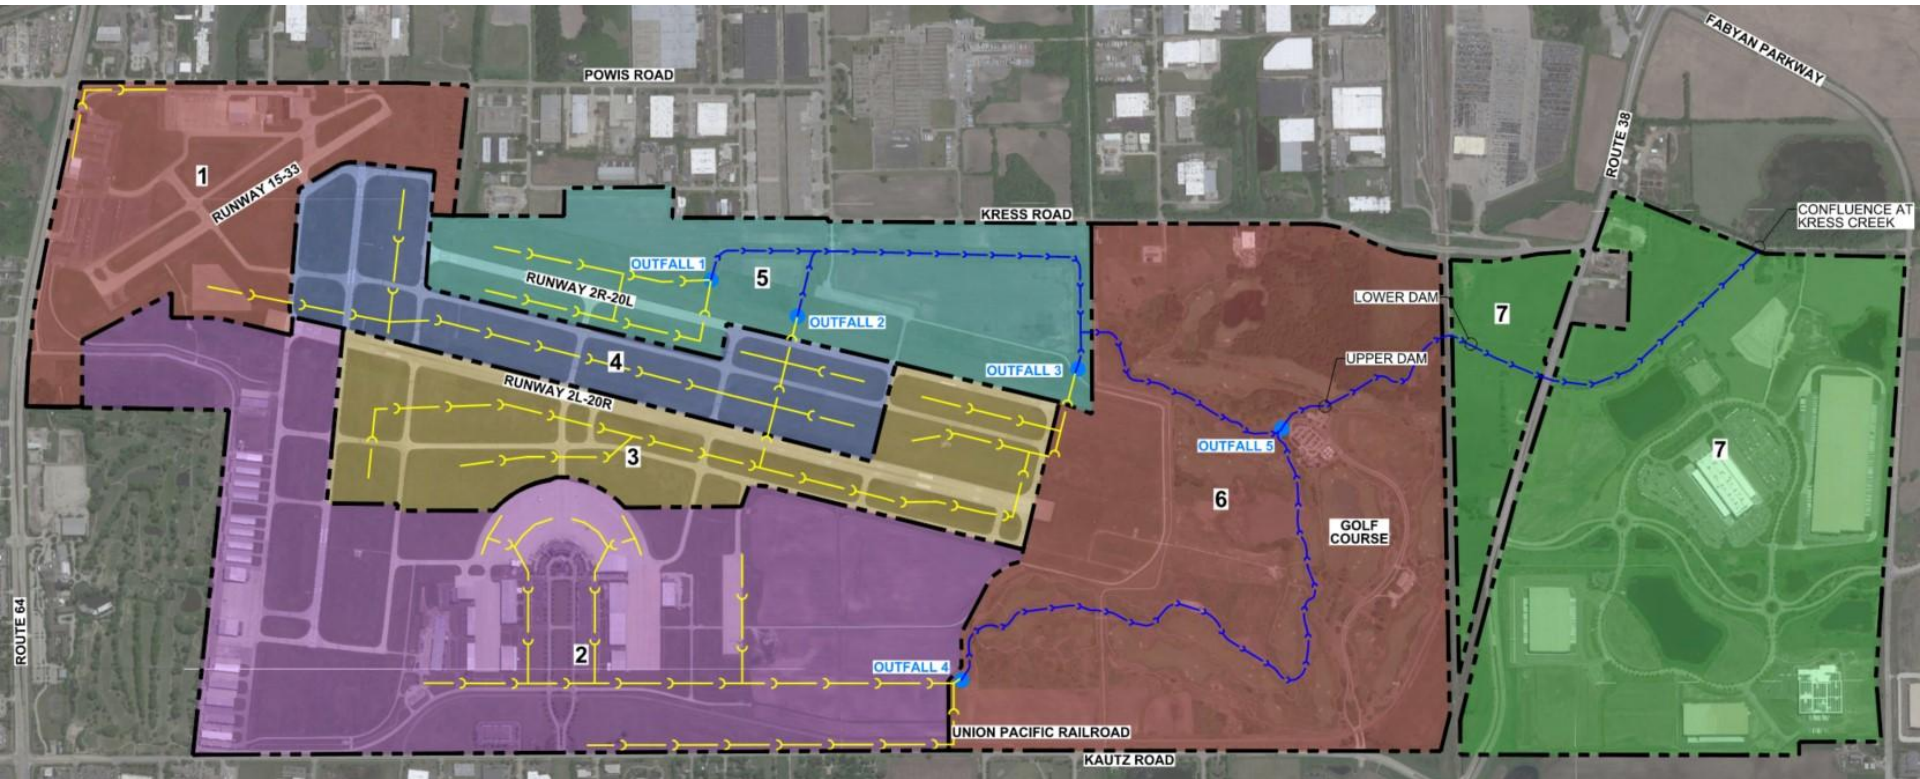 POWIS ROAD
FABYAN PARKWAY
ROUTE 38
1
RUNWAY 15-33
KRESS ROAD
CONFLUENCE AT
KRESS CREEK
OUTFALL 1
5
RUNWAY 2R-20L
LOWER DAM
7
OUTFALL 2
4
UPPER DAM
OUTFALL 3
RUNWAY 2L-20R
OUTFALL 5
3
7
6
GOLF
COURSE
ROUTE 64
2
OUTFALL 4
UNION PACIFIC RAILROAD
KAUTZ ROAD